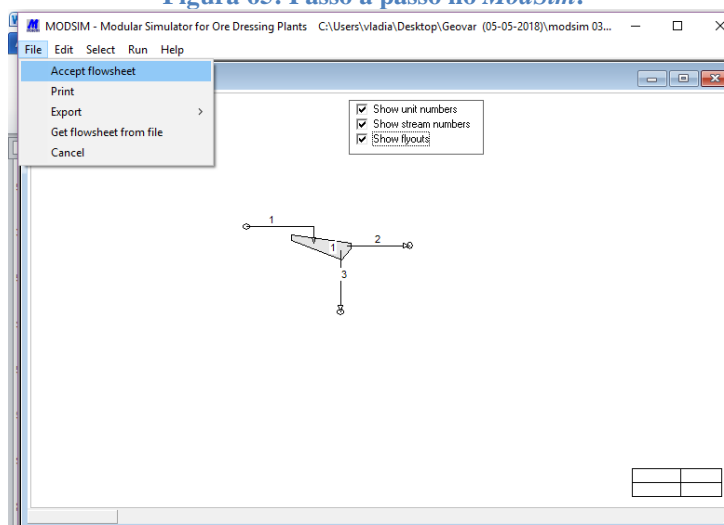 Figura 65: Passo a passo no ModSim.
MODSIM - Modular Simulator for Ore Dressing Plants C:\Users\vladia\Desktop\Geovar (05-05-2018)\modsim 03...
File Edit Select Run Help
Accept flowsheet
Print
Export
Get flowsheet from file
Cancel
Show unit numbers
Show stream numbers
Show flyouts
1
1
2
3